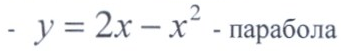 - y = 2x − x² - парабола